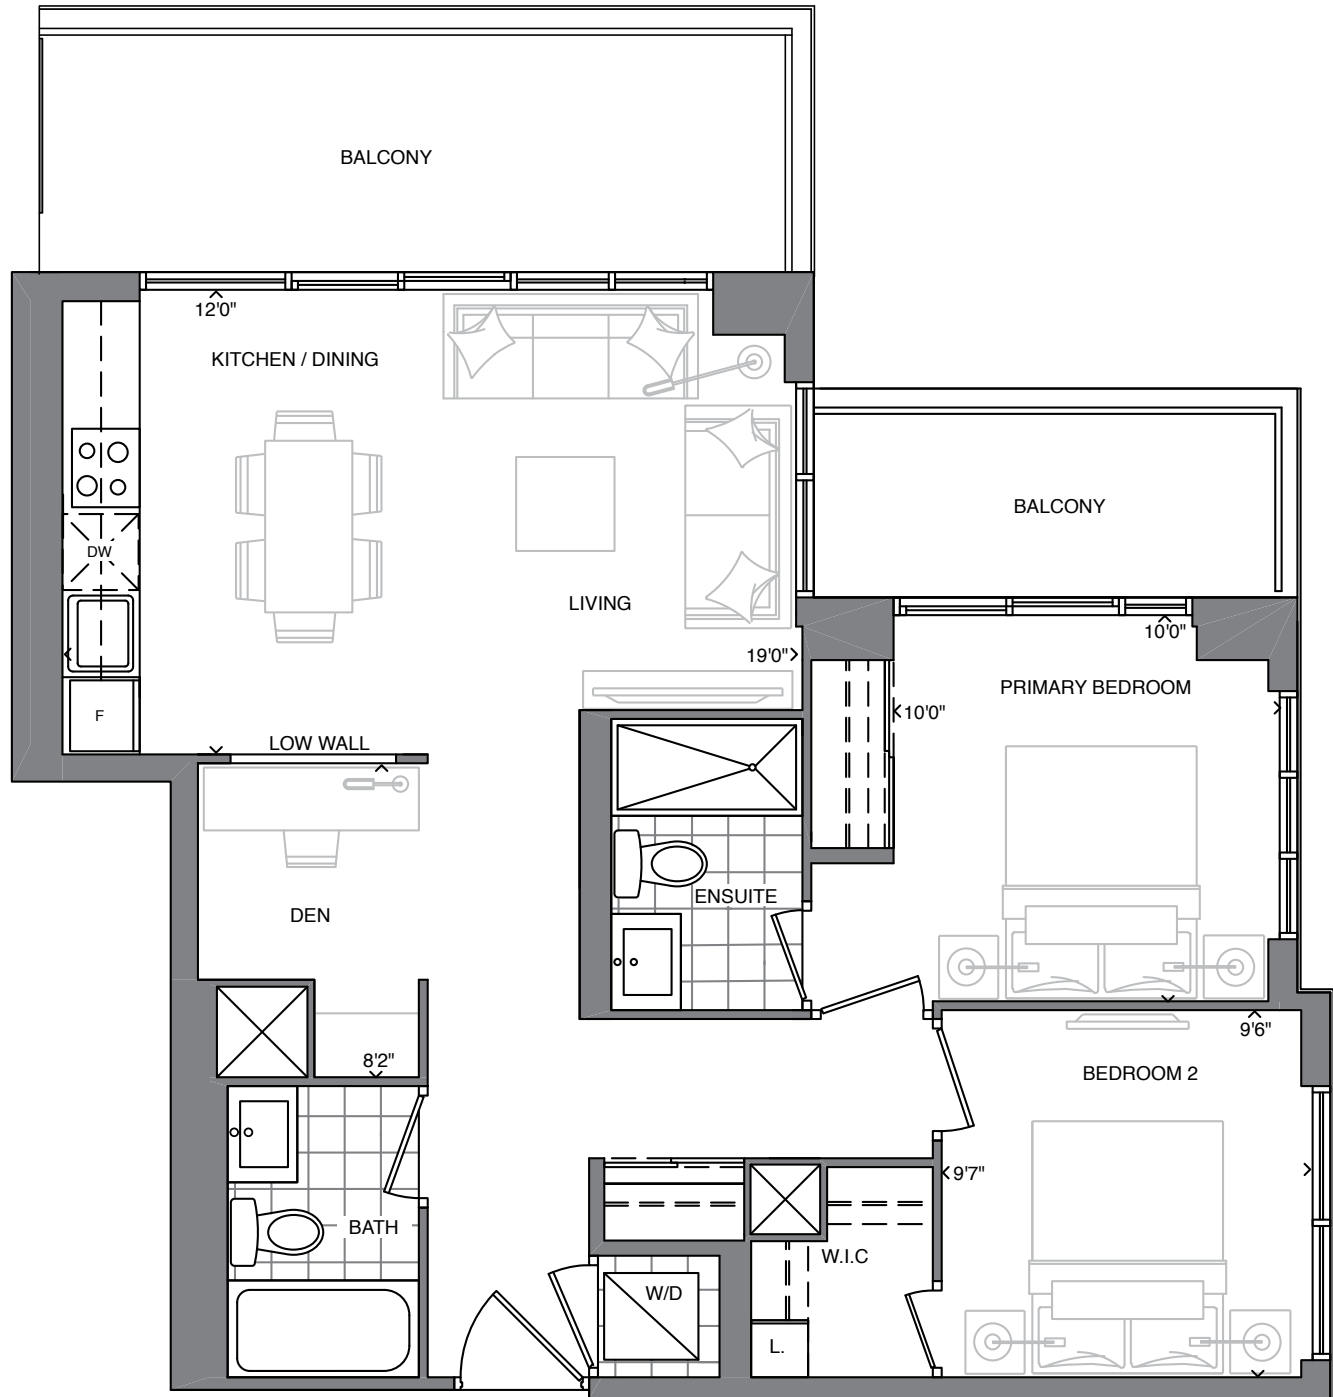 BALCONY
12'0"
KITCHEN / DINING
BALCONY
DW
LIVING
10'0"
19'0"
PRIMARY BEDROOM
F
10'0"
LOW WALL
ENSUITE
DEN
9'6"
8'2"
BEDROOM 2
9'7"
BATH
W.I.C
W/D
L.